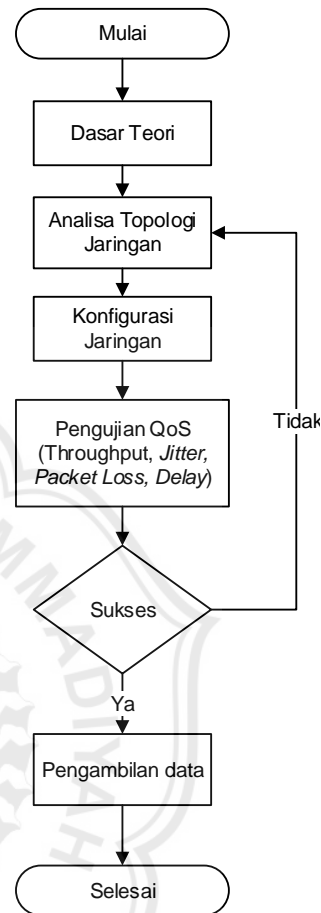 Mulai
Dasar Teori
Analisa Topologi
Jaringan
Konfigurasi
Jaringan
Pengujian QoS
(Throughput, Jitter,
Packet Loss, Delay)
Tidak
Sukses
Ya
Pengambilan data
Selesai